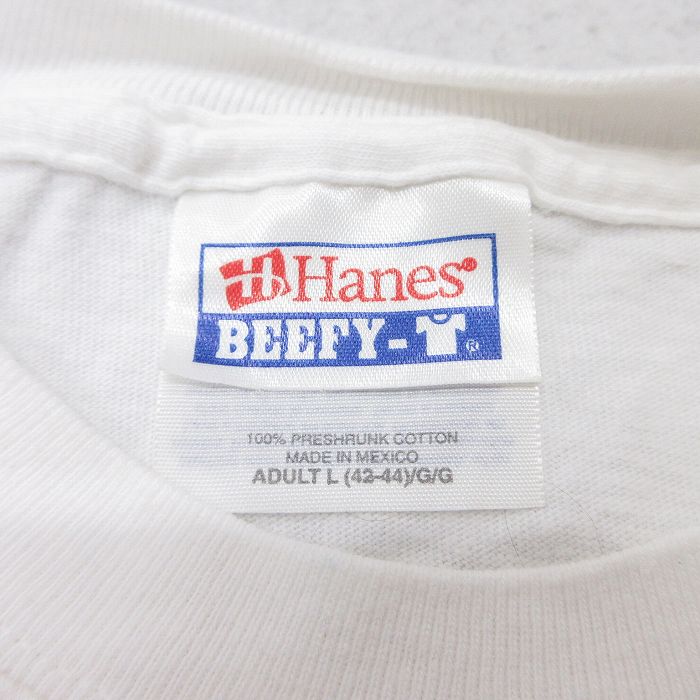 Hanes®
BEEFY-T®
100% PRESHRUNK COTTON
MADE IN MEXICO
ADULT L (42-44)/G/G